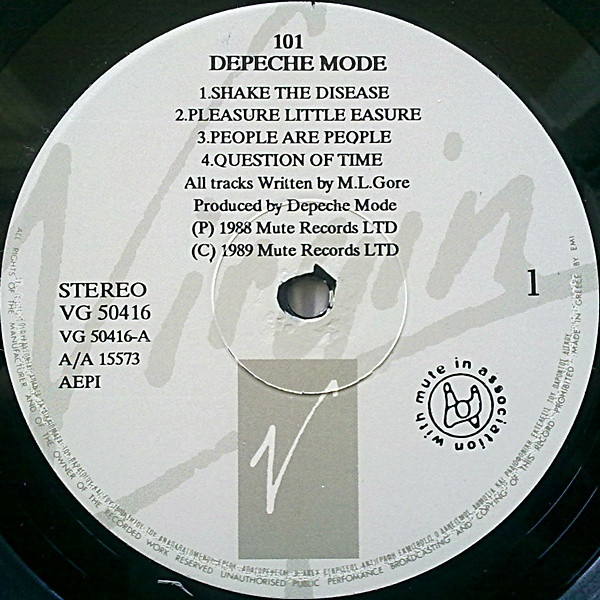 101
DEPECHE MODE
1.SHAKE THE DISEASE
2.PLEASURE LITTLE EASURE
3.PEOPLE ARE PEOPLE
4.QUESTION OF TIME
All tracks Written by M.L.Gore
Produced by Depeche Mode
(P) 1988 Mute Records LTD
(C) 1989 Mute Records LTD
Virgin
STEREO
VG 50416
VG 50416-A
A/A 15573
AEPI
1
V
with mute in association
ALL RIGHTS OF THE MANUFACTURER AND OF THE OWNER OF THE RECORDED WORK RESERVED UNAUTHORISED PUBLIC PERFOMANCE BROADCASTING AND COPYING OF THIS RECORD PROHIBITED MADE IN GREECE BY EMI